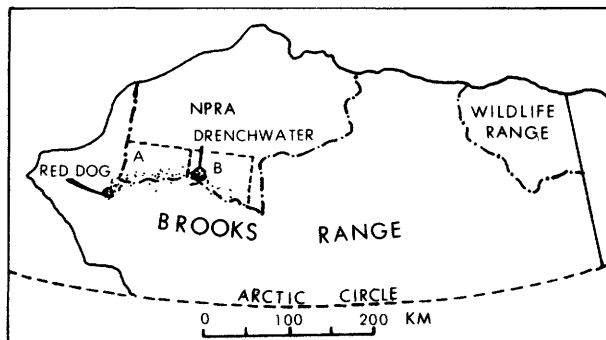 NPRA
DRENCHWATER
WILDLIFE
RANGE
A
B
RED DOG
BROOKS RANGE
ARCTIC CIRCLE
0 100 200 KM